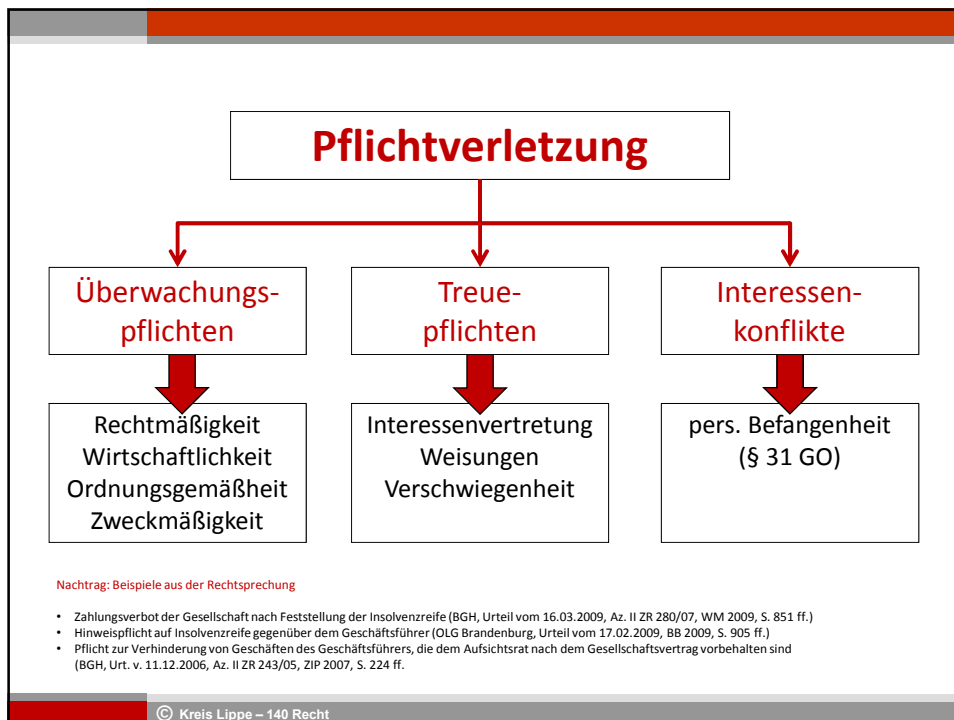 Pflichtverletzung
Überwachungs-
pflichten
Rechtmäßigkeit
Wirtschaftlichkeit
Ordnungsgemäßheit
Zweckmäßigkeit
Treue-
pflichten
Interessenvertretung
Weisungen
Verschwiegenheit
Interessen-
konflikte
pers. Befangenheit
(§ 31 GO)
Nachtrag: Beispiele aus der Rechtsprechung
• Zahlungsverbot der Gesellschaft nach Feststellung der Insolvenzreife (BGH, Urteil vom 16.03.2009, Az. II ZR 280/07, WM 2009, S. 851 ff.)
• Hinweispflicht auf Insolvenzreife gegenüber dem Geschäftsführer (OLG Brandenburg, Urteil vom 17.02.2009, BB 2009, S. 905 ff.)
• Pflicht zur Verhinderung von Geschäften des Geschäftsführers, die dem Aufsichtsrat nach dem Gesellschaftsvertrag vorbehalten sind
(BGH, Urt. v. 11.12.2006, Az. II ZR 243/05, ZIP 2007, S. 224 ff.
© Kreis Lippe – 140 Recht